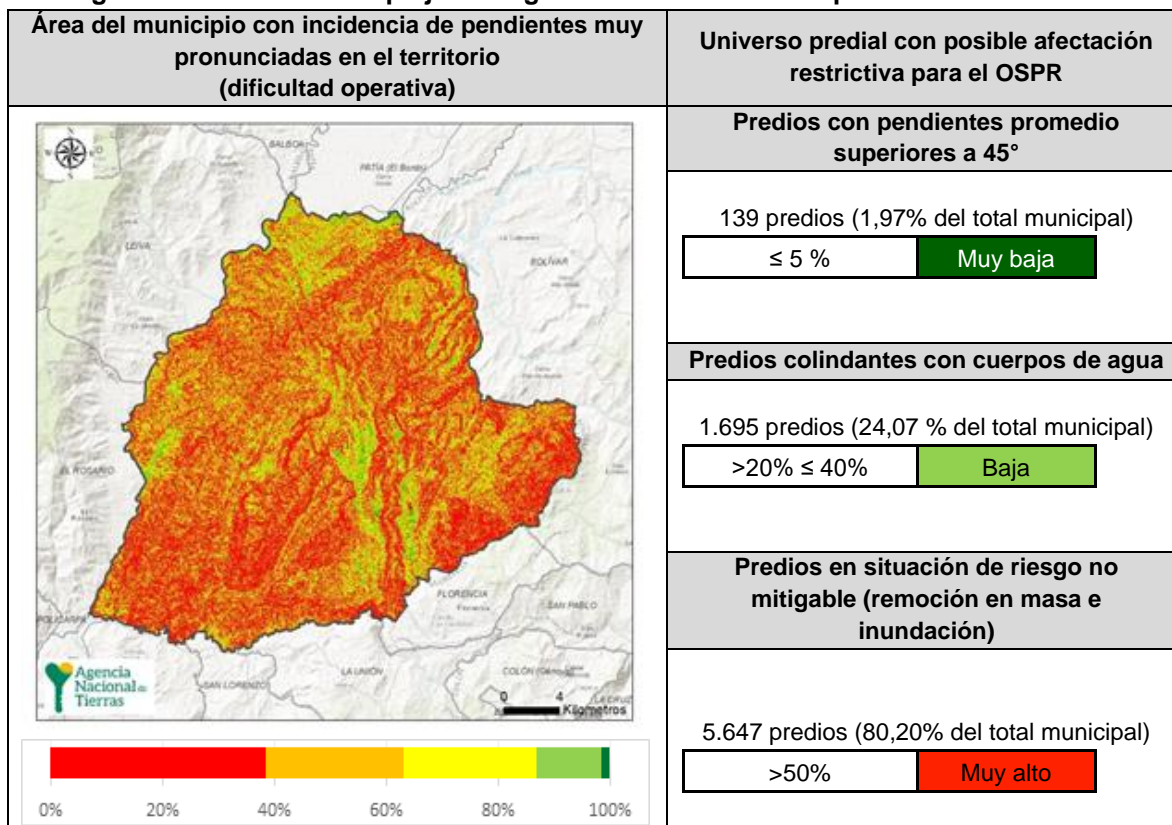 Área del municipio con incidencia de pendientes muy
pronunciadas en el territorio
(dificultad operativa)
Universo predial con posible afectación
restrictiva para el OSPR
BALBOA
PATÍA (El Bordo)
LEIVA
BOLÍVAR
EL ROSARIO
POLICARPA
FLORENCIA
Florencia
SAN PABLO
LA UNIÓN
SAN LORENZO
LA CRUZ
Agencia
Nacional de
Tierras
0 4
Kilometros
0% 20% 40% 60% 80% 100%
Predios con pendientes promedio
superiores a 45°
139 predios (1,97% del total municipal)
≤ 5 % Muy baja
Predios colindantes con cuerpos de agua
1.695 predios (24,07 % del total municipal)
>20% ≤ 40% Baja
Predios en situación de riesgo no
mitigable (remoción en masa e
inundación)
5.647 predios (80,20% del total municipal)
>50% Muy alto